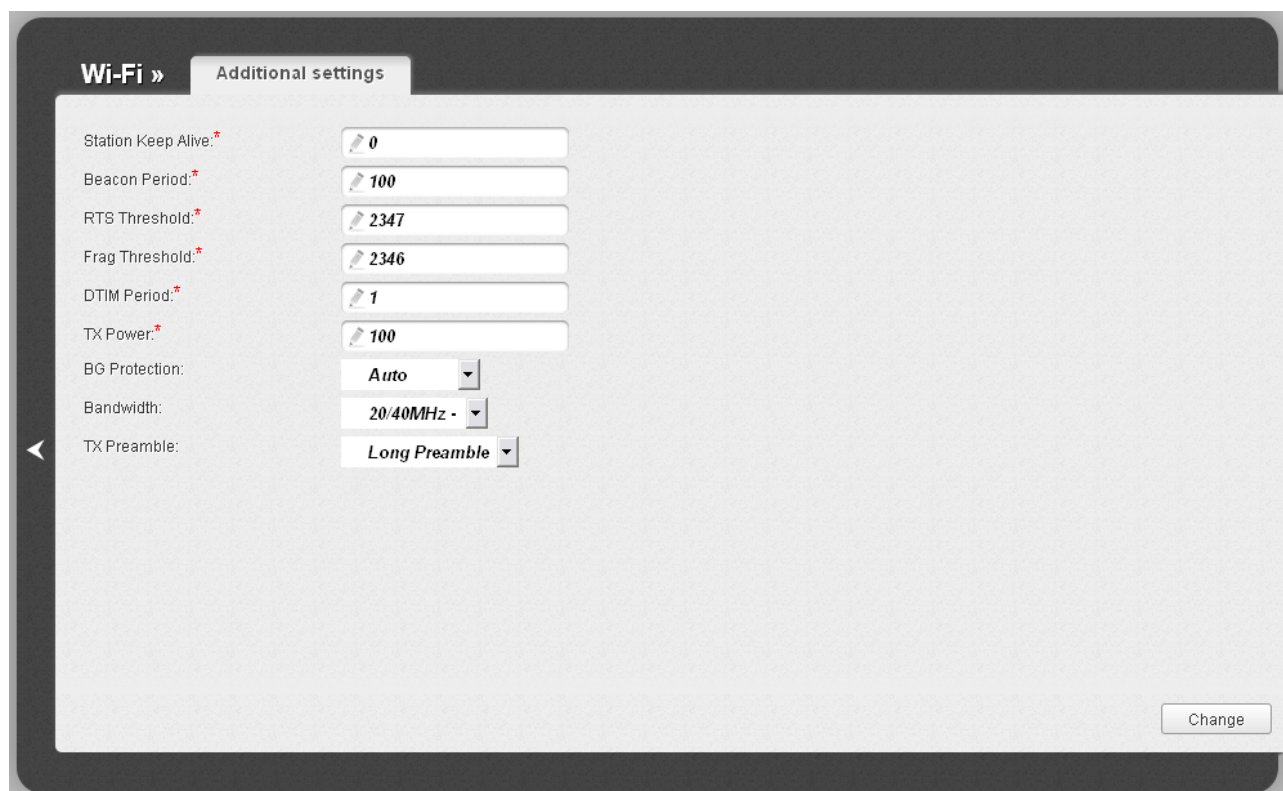 Wi-Fi » Additional settings
Station Keep Alive:* 0
Beacon Period:* 100
RTS Threshold:* 2347
Frag Threshold:* 2346
DTIM Period:* 1
TX Power:* 100
BG Protection: Auto
Bandwidth: 20/40MHz -
TX Preamble: Long Preamble
Change